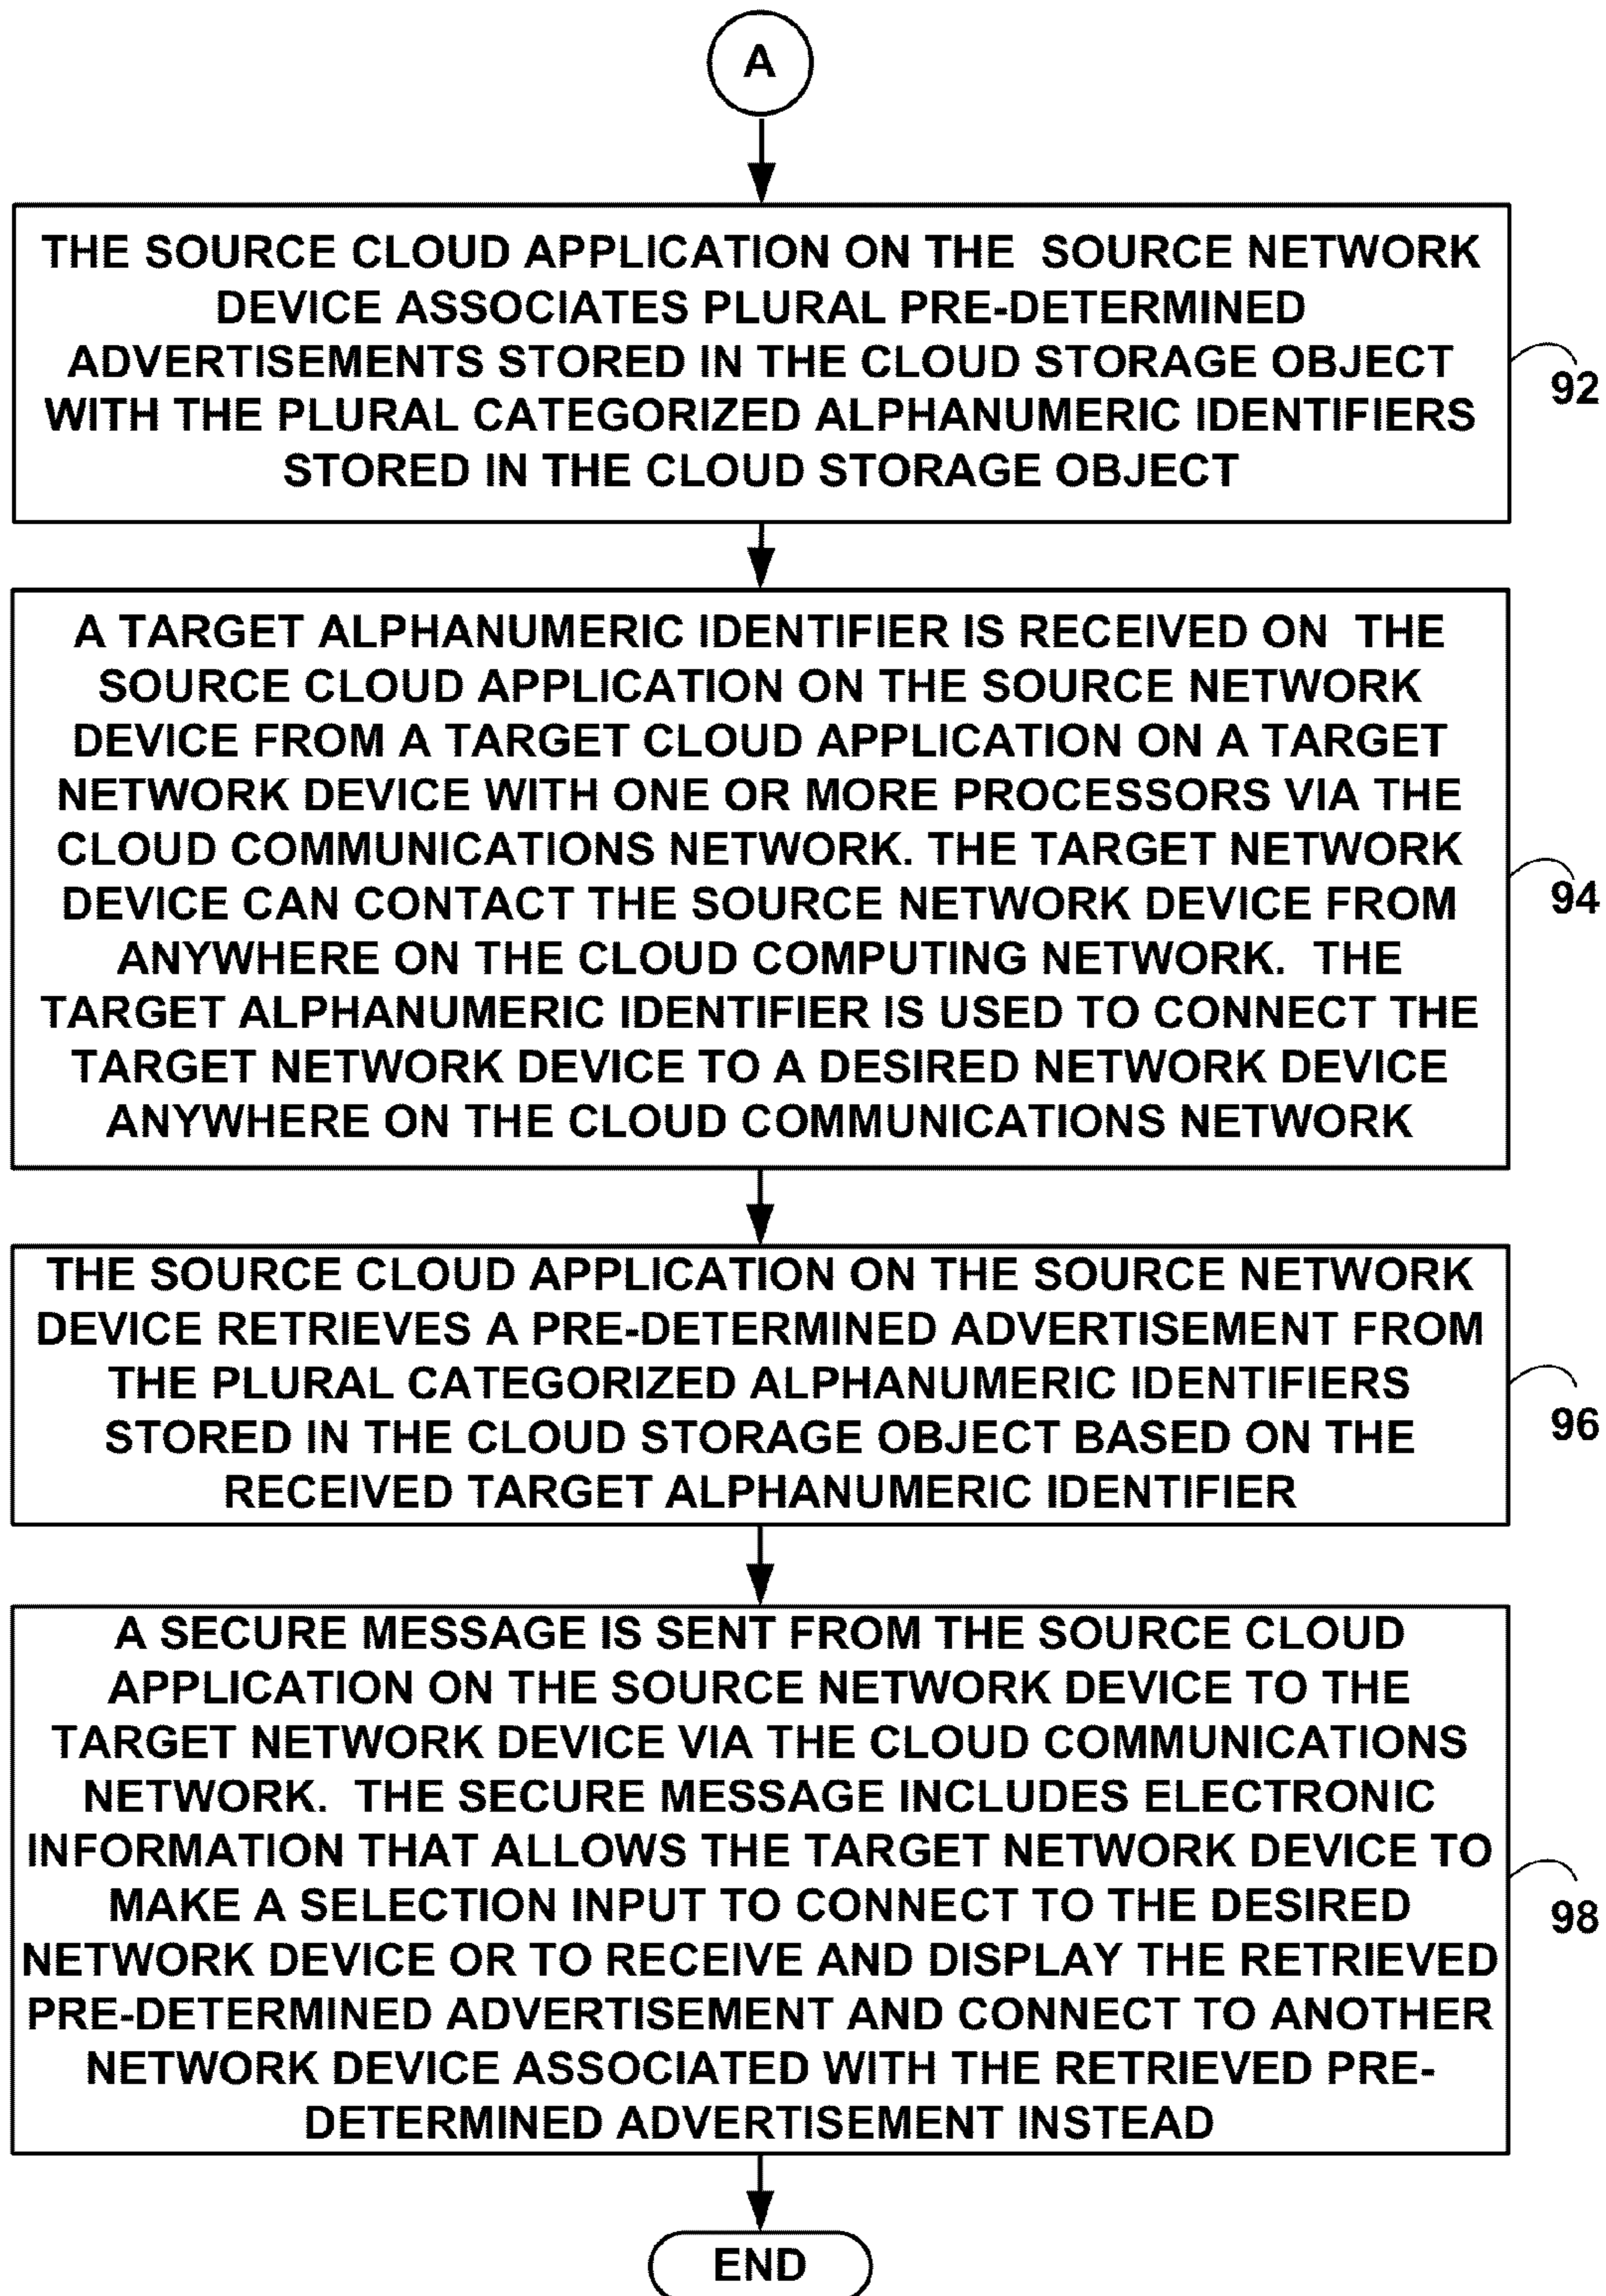 A
THE SOURCE CLOUD APPLICATION ON THE SOURCE NETWORK
DEVICE ASSOCIATES PLURAL PRE-DETERMINED
ADVERTISEMENTS STORED IN THE CLOUD STORAGE OBJECT
WITH THE PLURAL CATEGORIZED ALPHANUMERIC IDENTIFIERS
STORED IN THE CLOUD STORAGE OBJECT
92
A TARGET ALPHANUMERIC IDENTIFIER IS RECEIVED ON THE
SOURCE CLOUD APPLICATION ON THE SOURCE NETWORK
DEVICE FROM A TARGET CLOUD APPLICATION ON A TARGET
NETWORK DEVICE WITH ONE OR MORE PROCESSORS VIA THE
CLOUD COMMUNICATIONS NETWORK. THE TARGET NETWORK
DEVICE CAN CONTACT THE SOURCE NETWORK DEVICE FROM
ANYWHERE ON THE CLOUD COMPUTING NETWORK. THE
TARGET ALPHANUMERIC IDENTIFIER IS USED TO CONNECT THE
TARGET NETWORK DEVICE TO A DESIRED NETWORK DEVICE
ANYWHERE ON THE CLOUD COMMUNICATIONS NETWORK
94
THE SOURCE CLOUD APPLICATION ON THE SOURCE NETWORK
DEVICE RETRIEVES A PRE-DETERMINED ADVERTISEMENT FROM
THE PLURAL CATEGORIZED ALPHANUMERIC IDENTIFIERS
STORED IN THE CLOUD STORAGE OBJECT BASED ON THE
RECEIVED TARGET ALPHANUMERIC IDENTIFIER
96
A SECURE MESSAGE IS SENT FROM THE SOURCE CLOUD
APPLICATION ON THE SOURCE NETWORK DEVICE TO THE
TARGET NETWORK DEVICE VIA THE CLOUD COMMUNICATIONS
NETWORK. THE SECURE MESSAGE INCLUDES ELECTRONIC
INFORMATION THAT ALLOWS THE TARGET NETWORK DEVICE TO
MAKE A SELECTION INPUT TO CONNECT TO THE DESIRED
NETWORK DEVICE OR TO RECEIVE AND DISPLAY THE RETRIEVED
PRE-DETERMINED ADVERTISEMENT AND CONNECT TO ANOTHER
NETWORK DEVICE ASSOCIATED WITH THE RETRIEVED PRE-
DETERMINED ADVERTISEMENT INSTEAD
98
END